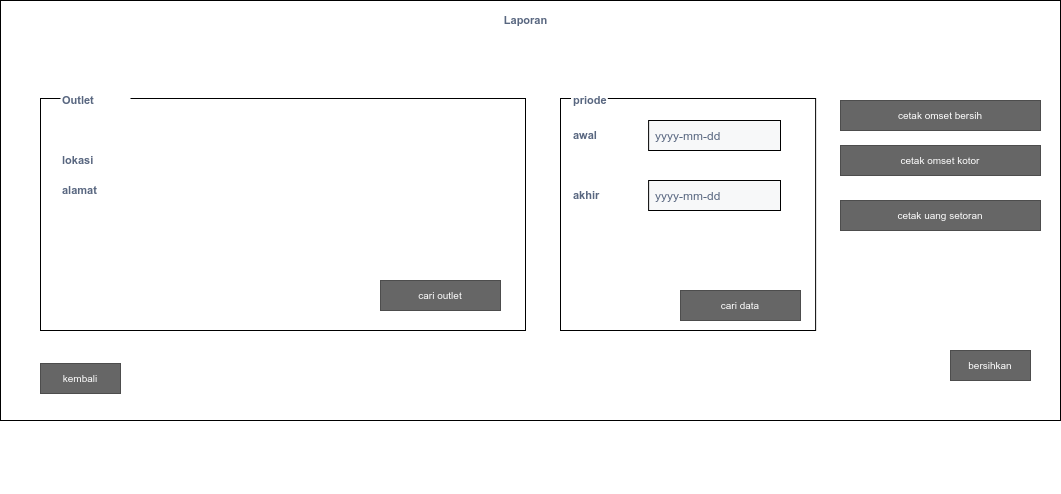 Laporan
Outlet
lokasi
alamat
cari outlet
priode
awal
yyyy-mm-dd
akhir
yyyy-mm-dd
cari data
cetak omset bersih
cetak omset kotor
cetak uang setoran
kembali
bersihkan